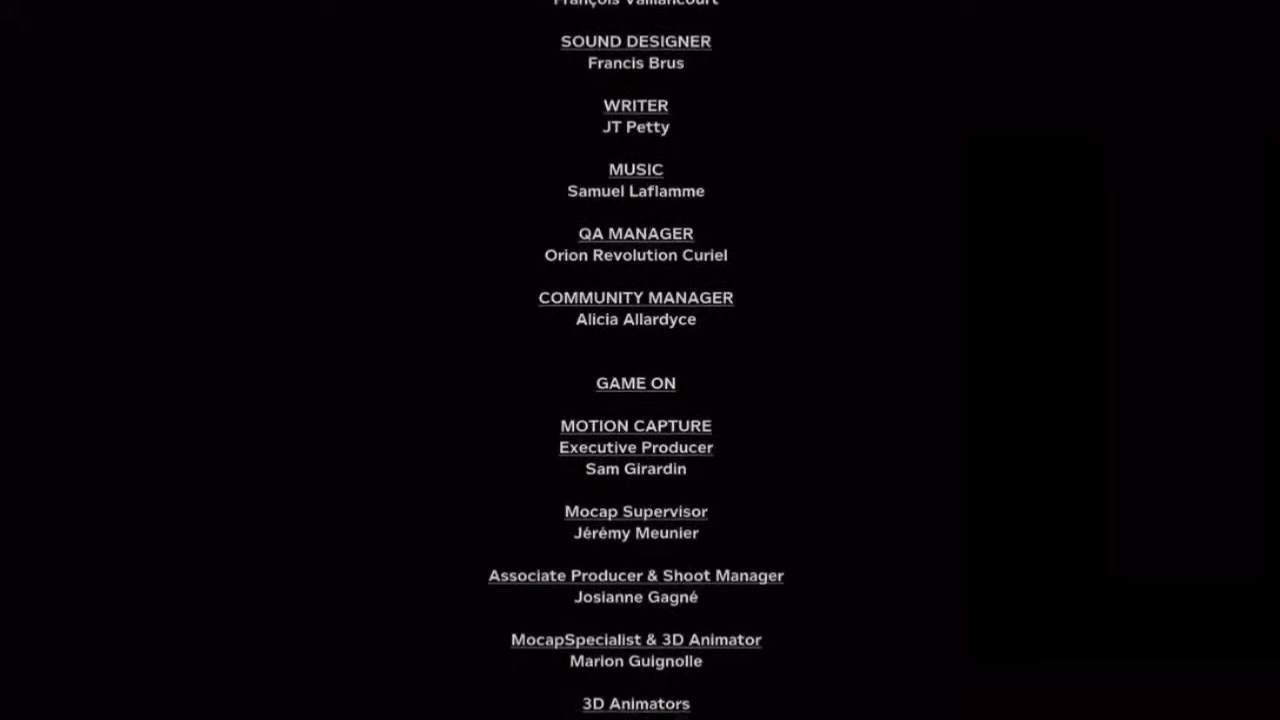 François Vaillancourt
SOUND DESIGNER
Francis Brus
WRITER
JT Petty
MUSIC
Samuel Laflamme
QA MANAGER
Orion Revolution Curiel
COMMUNITY MANAGER
Alicia Allardyce
GAME ON
MOTION CAPTURE
Executive Producer
Sam Girardin
Mocap Supervisor
Jérémy Meunier
Associate Producer & Shoot Manager
Josianne Gagné
MocapSpecialist & 3D Animator
Marion Guignolle
3D Animators